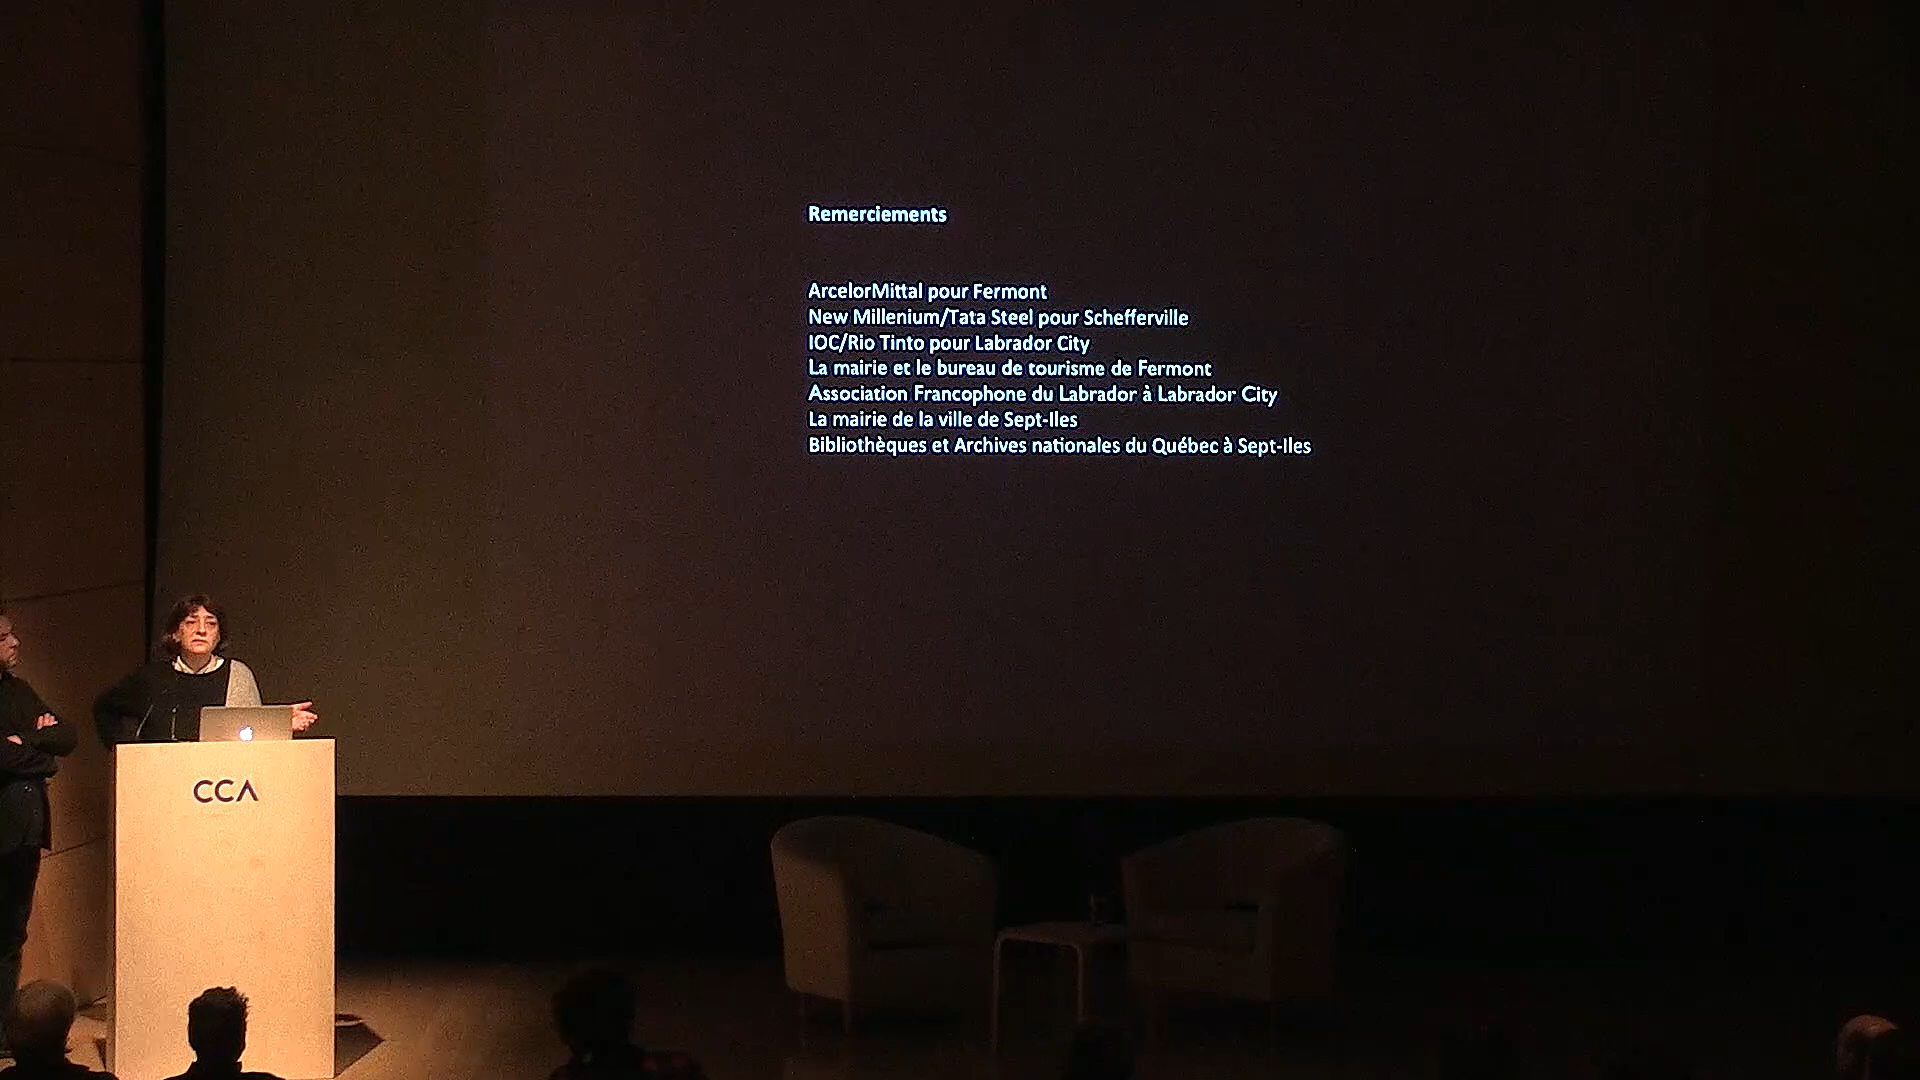 Remerciements
ArcelorMittal pour Fermont
New Millenium/Tata Steel pour Schefferville
IOC/Rio Tinto pour Labrador City
La mairie et le bureau de tourisme de Fermont
Association Francophone du Labrador à Labrador City
La mairie de la ville de Sept-Iles
Bibliothèques et Archives nationales du Québec à Sept-Iles
CCA